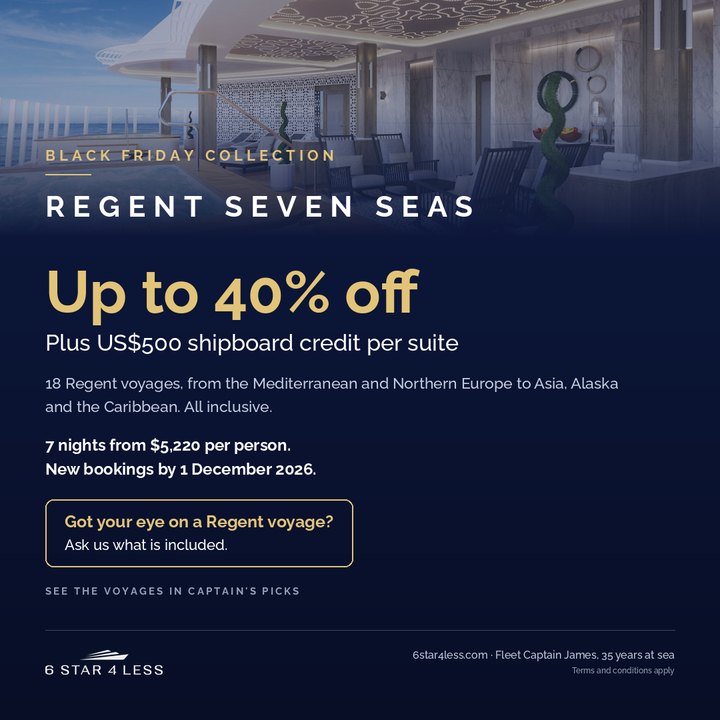 BLACK FRIDAY COLLECTION
REGENT SEVEN SEAS
Up to 40% off
Plus US$500 shipboard credit per suite
18 Regent voyages, from the Mediterranean and Northern Europe to Asia, Alaska
and the Caribbean. All inclusive.
7 nights from $5,220 per person.
New bookings by 1 December 2026.
Got your eye on a Regent voyage?
Ask us what is included.
SEE THE VOYAGES IN CAPTAIN'S PICKS
6 STAR 4 LESS
6star4less.com · Fleet Captain James, 35 years at sea
Terms and conditions apply